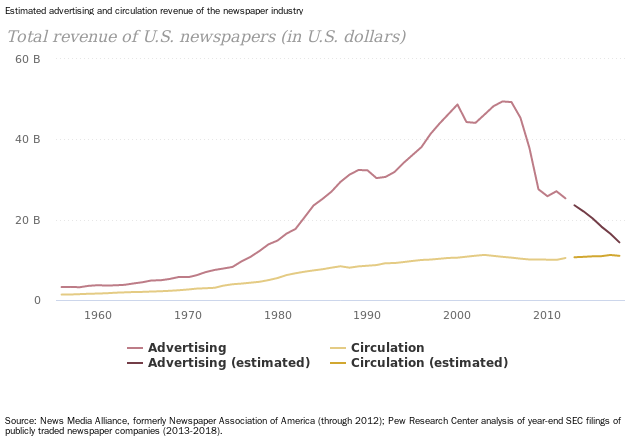 Estimated advertising and circulation revenue of the newspaper industry
Total revenue of U.S. newspapers (in U.S. dollars)
60 B
40 B
20 B
0
1960 1970 1980 1990 2000 2010
Advertising Circulation
Advertising (estimated) Circulation (estimated)
Source: News Media Alliance, formerly Newspaper Association of America (through 2012); Pew Research Center analysis of year-end SEC filings of
publicly traded newspaper companies (2013-2018).